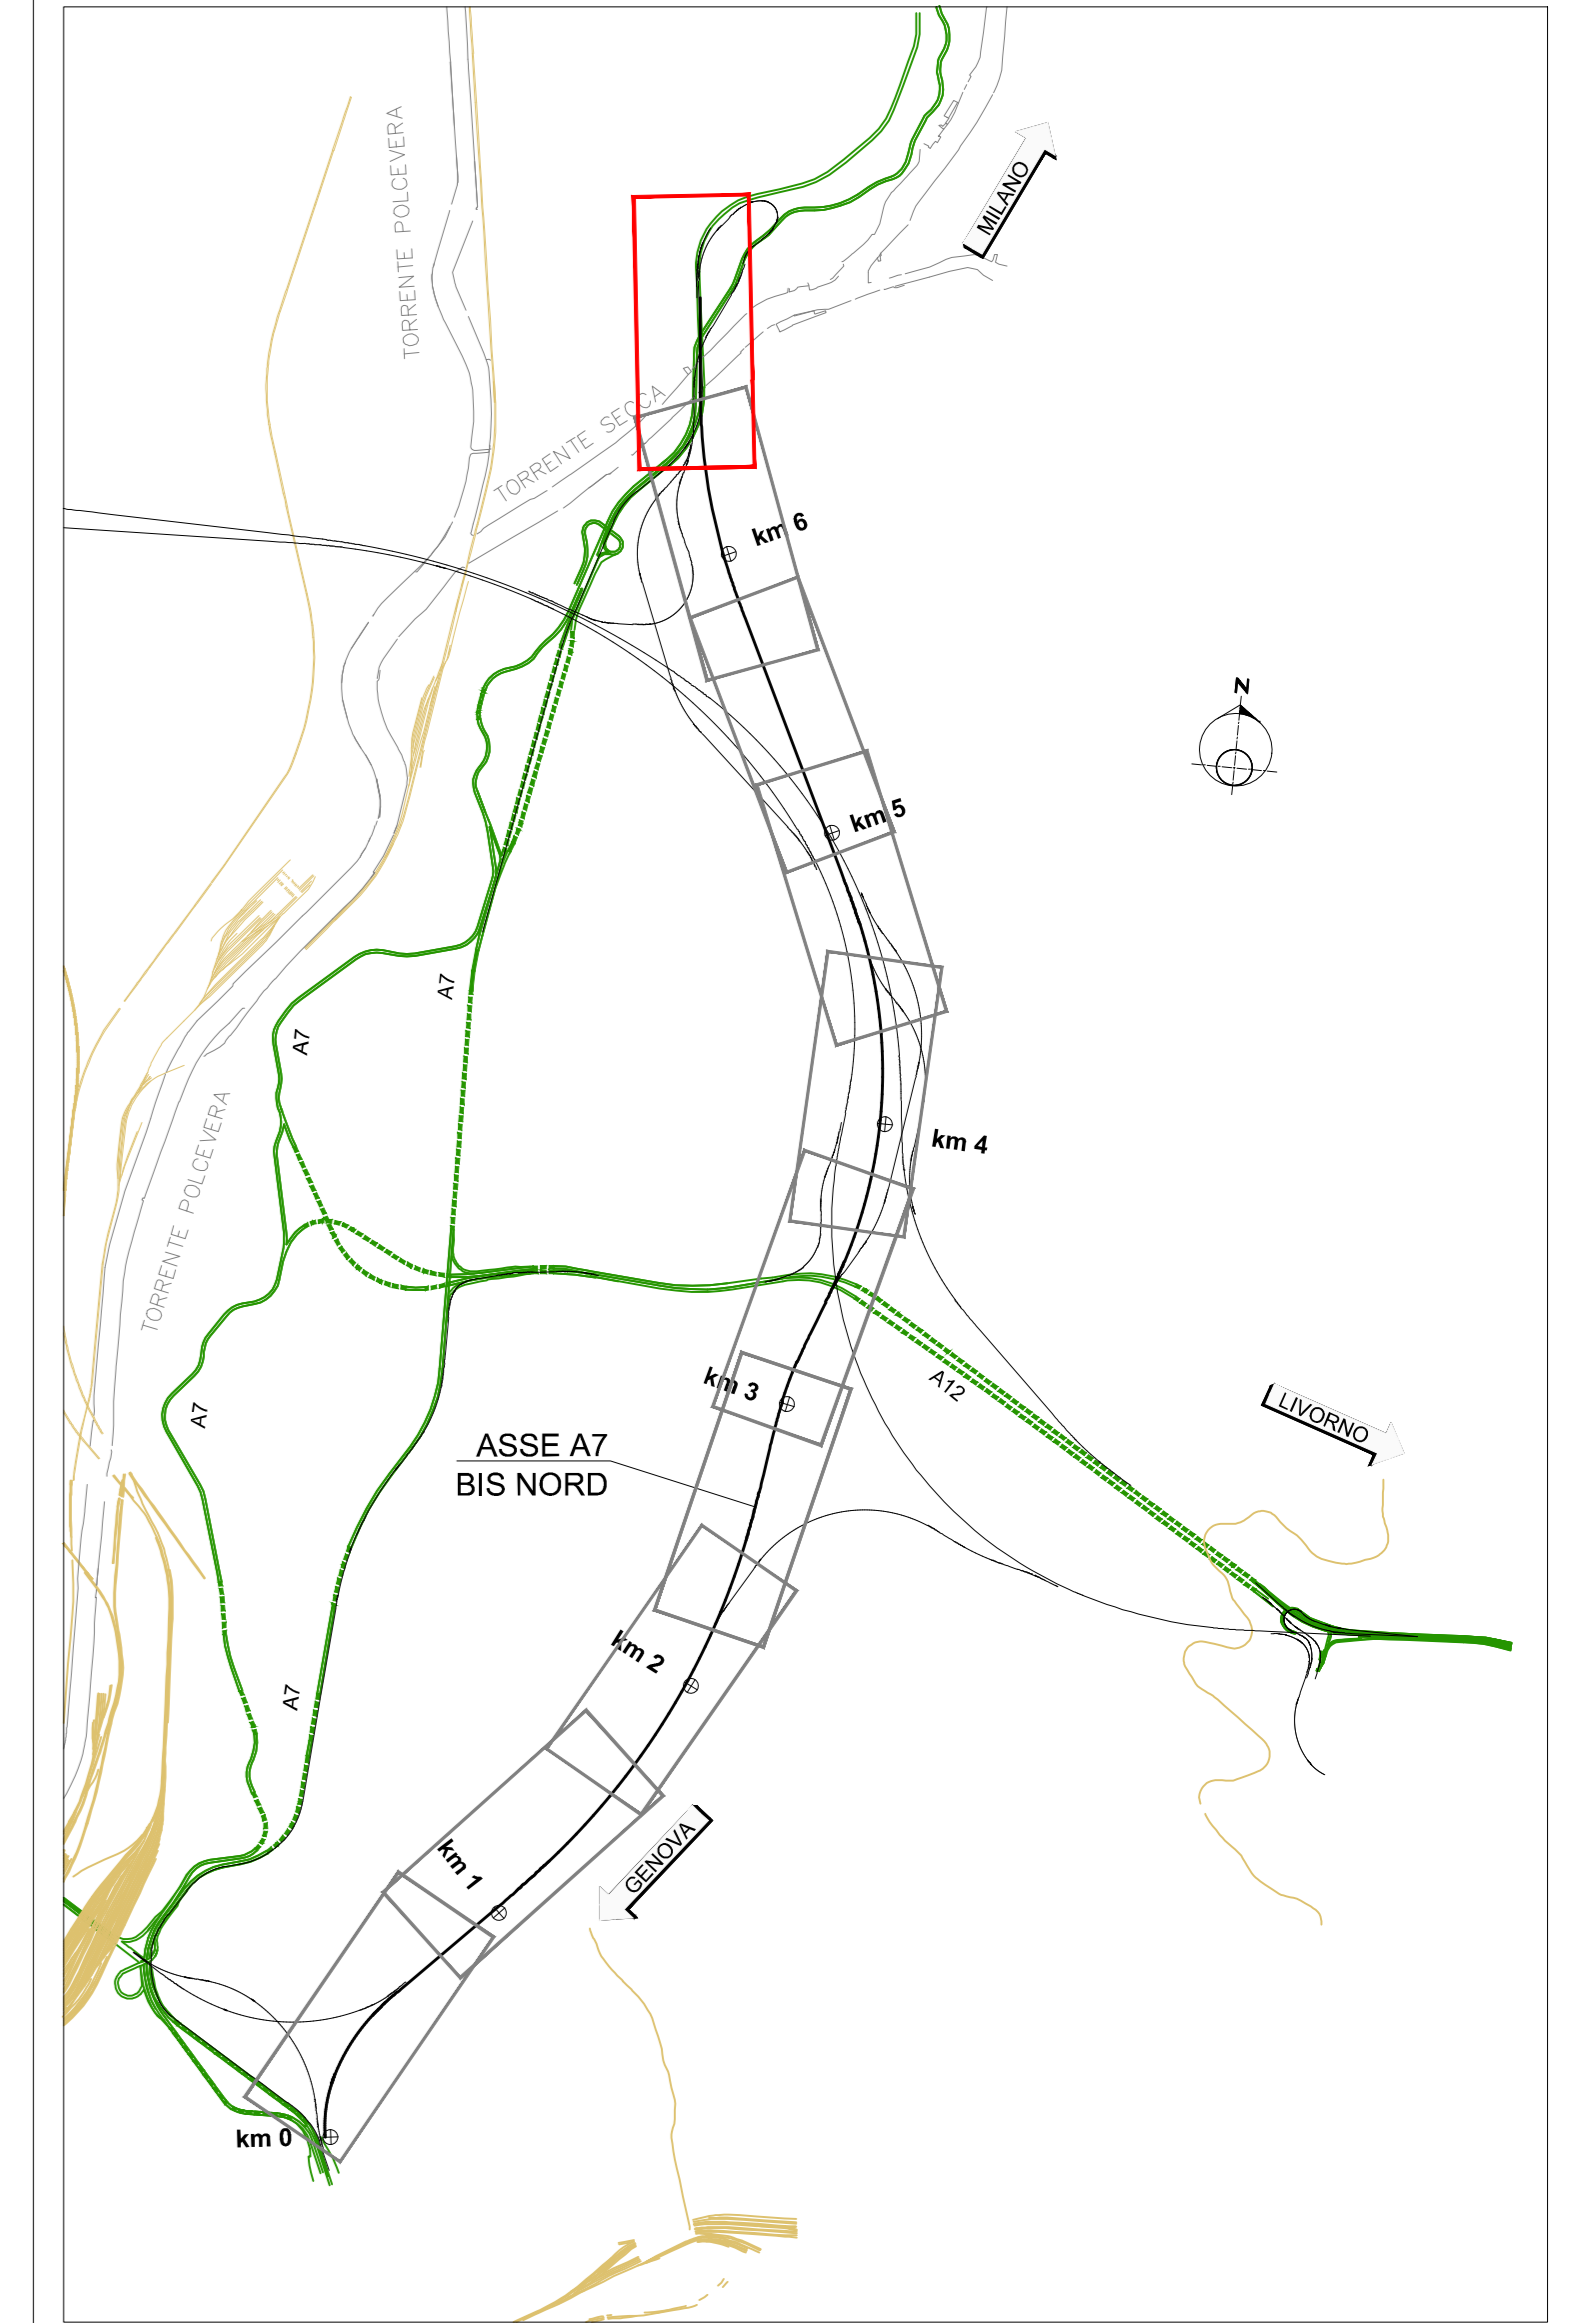 TORRENTE POLCEVERA
MILANO
TORRENTE SECCA
km 6
N
km 5
A7
A7
km 4
TORRENTE POLCEVERA
A12
km 3
LIVORNO
A7
ASSE A7
BIS NORD
km 2
A7
GENOVA
km 1
km 0